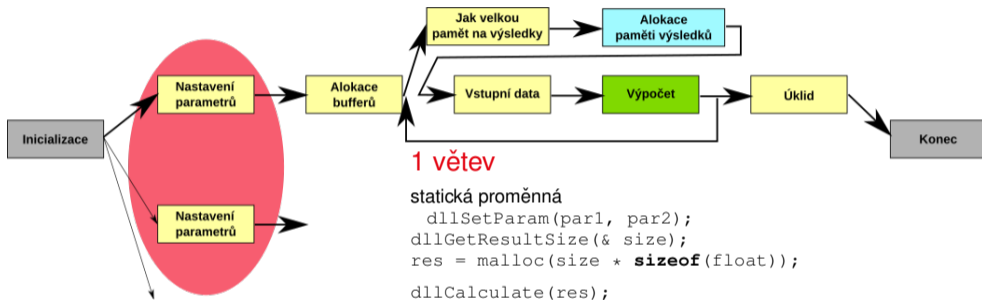 Jak velkou
pamět na výsledky
Alokace
paměti výsledků
Nastavení
parametrů
Alokace
bufferů
Vstupní data
Výpočet
Úklid
Inicializace
Konec
Nastavení
parametrů
1 větev
statická proměnná
dllSetParam(par1, par2);
dllGetResultSize(& size);
res = malloc(size * sizeof(float));
dllCalculate(res);